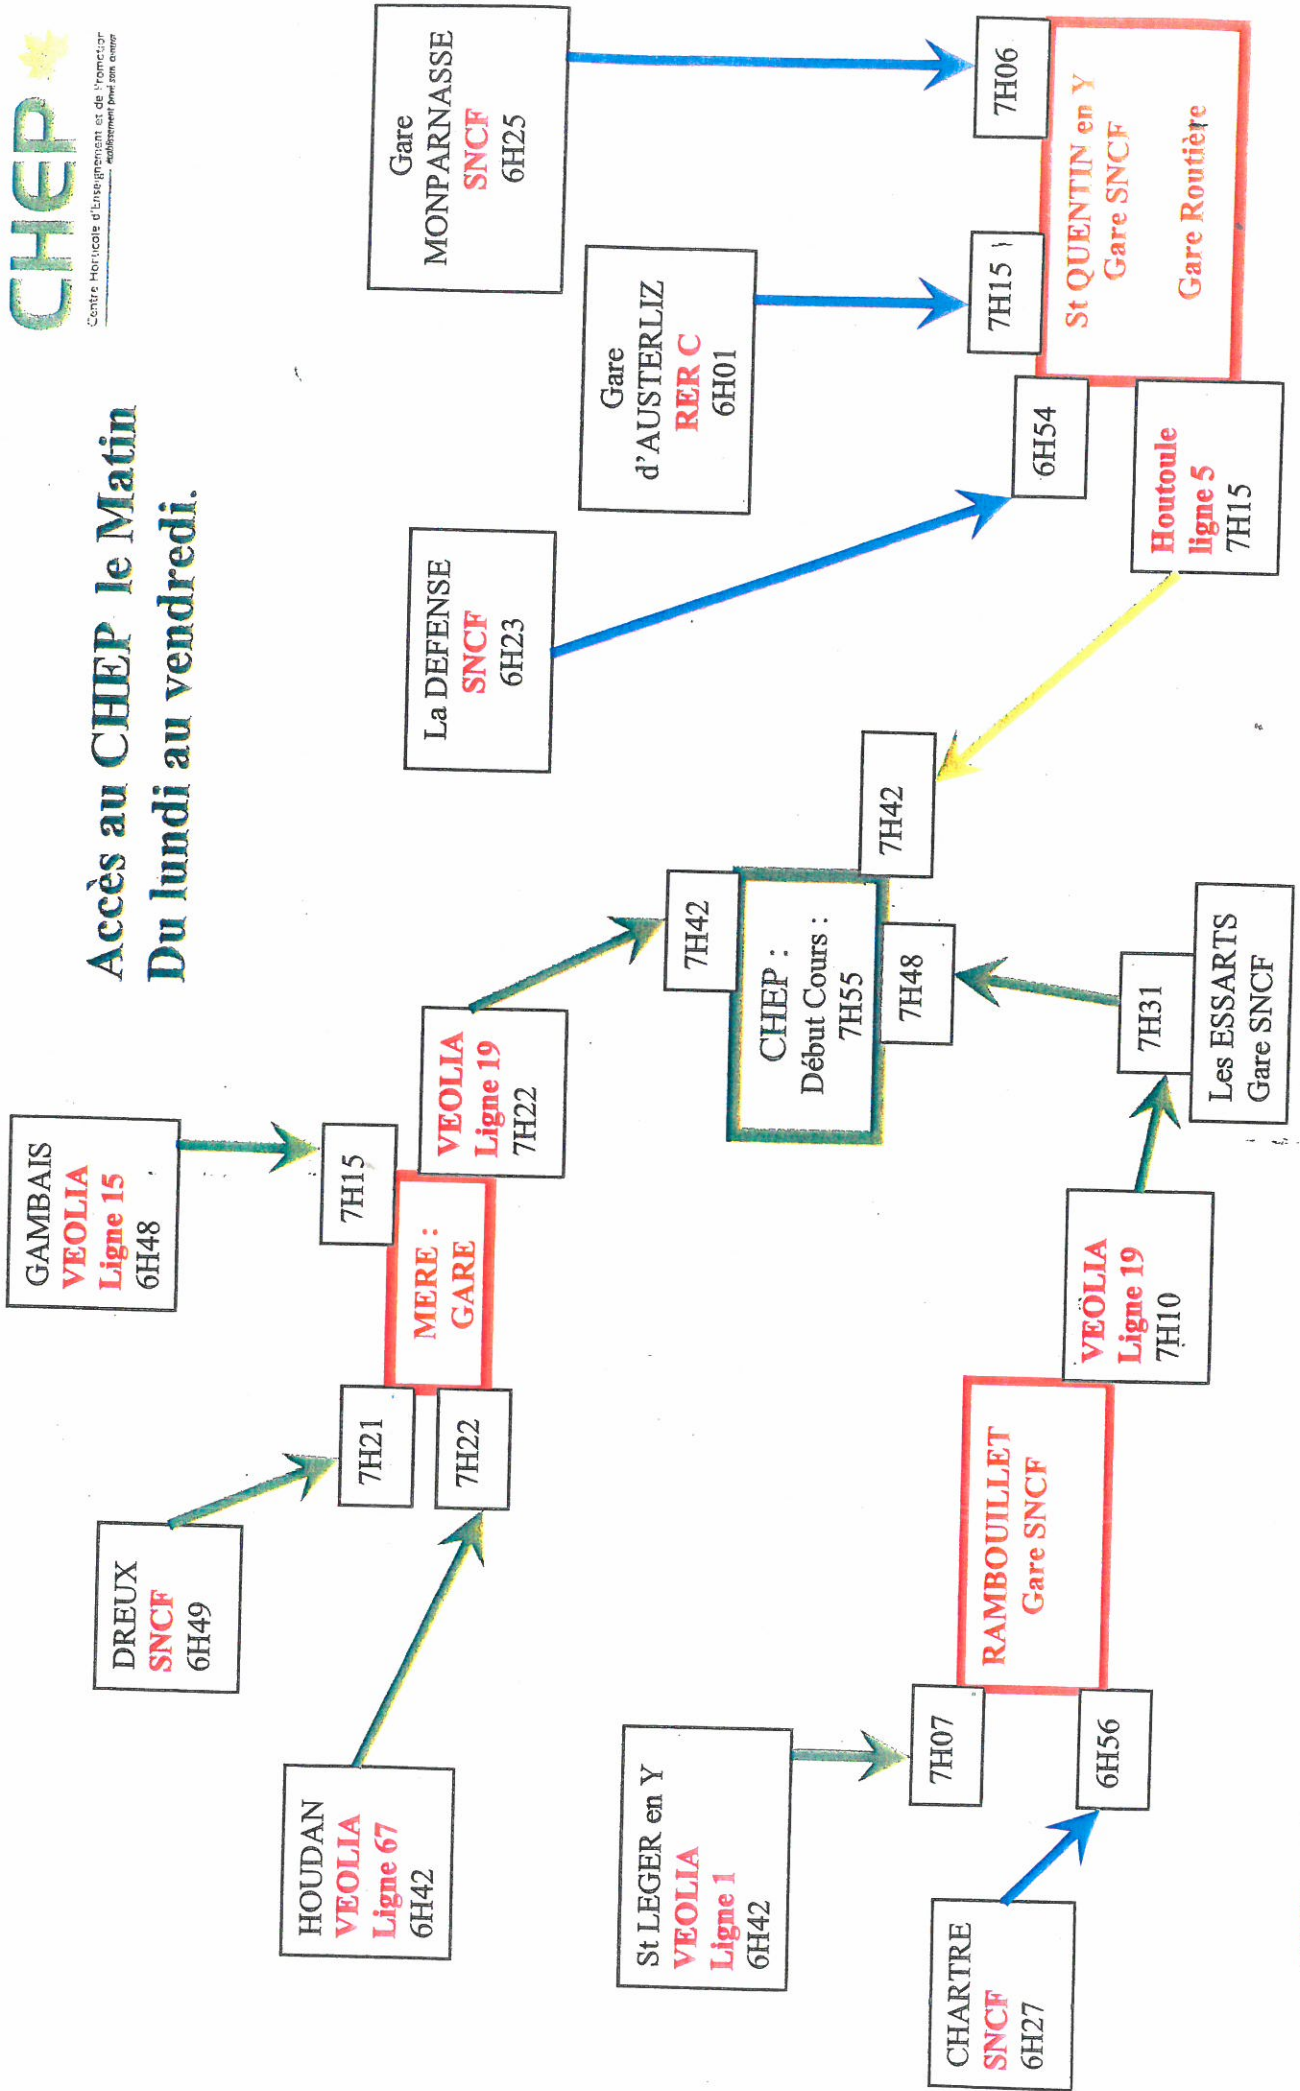 CHEP
Centre Horticole d'Enseignement et de Promotion
établissement privé sous contrat
Accès au CHEP le Matin
Du lundi au vendredi.
GAMBAIS
VEOLIA
Ligne 15
6H48
DREUX
SNCF
6H49
HOUDAN
VEOLIA
Ligne 67
6H42
7H15
7H21
7H22
MERE :
GARE
VEOLIA
Ligne 19
7H22
La DEFENSE
SNCF
6H23
Gare
d'AUSTERLIZ
RER C
6H01
Gare
MONPARNASSE
SNCF
6H25
7H42
CHEP :
Début Cours :
7H55
7H42
7H48
6H54
7H15
7H06
St QUENTIN en Y
Gare SNCF
Gare Routière
Houtoule
ligne 5
7H15
St LEGER en Y
VEOLIA
Ligne 1
6H42
CHARTRE
SNCF
6H27
7H07
6H56
RAMBOUILLET
Gare SNCF
VEOLIA
Ligne 19
7H10
7H31
Les ESSARTS
Gare SNCF